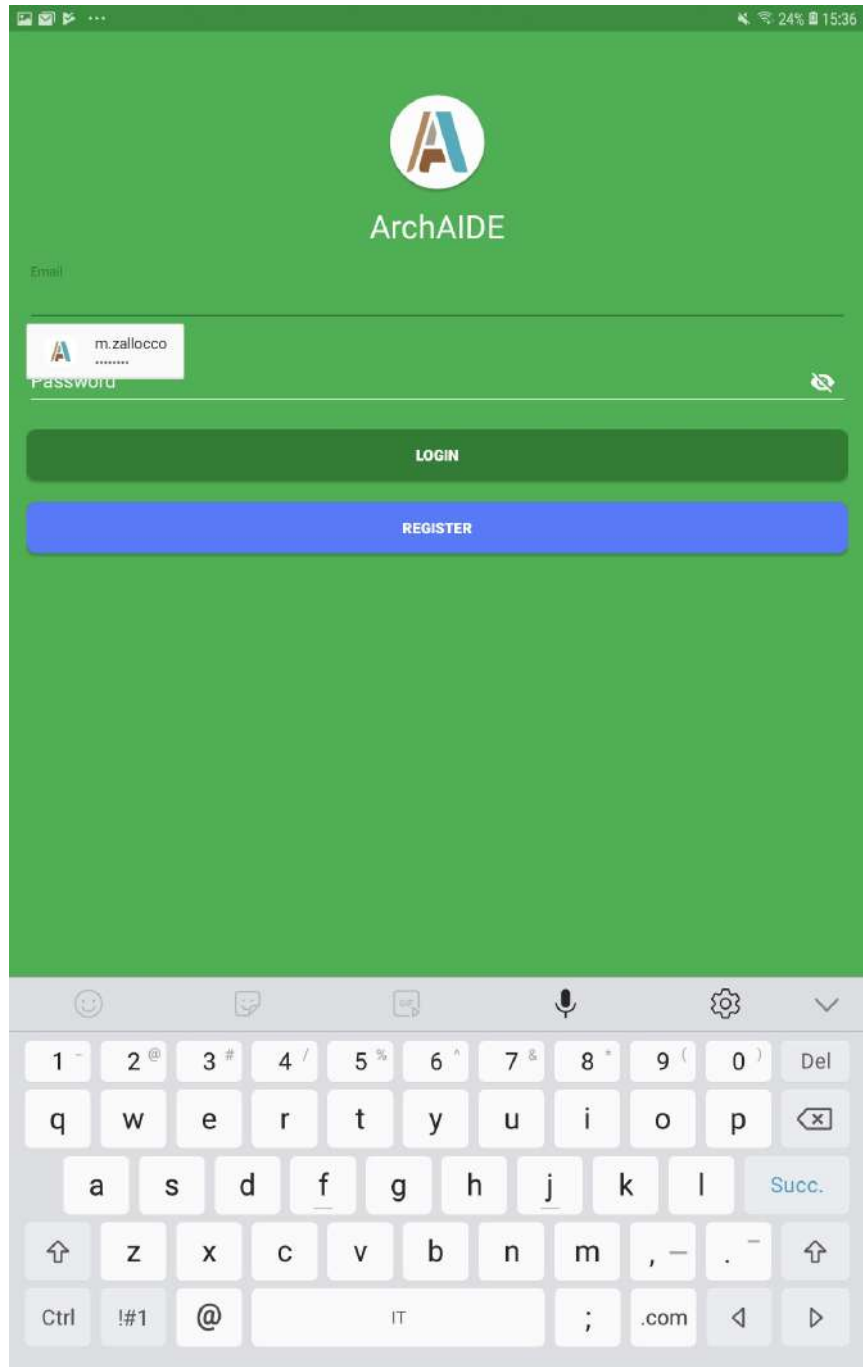 24% 15:36
ArchAIDE
Email
m.zallocco
••••••••
Password
LOGIN
REGISTER
GIF
1 - 2 @ 3 # 4 / 5 % 6 ^ 7 & 8 * 9 ( 0 ) Del
q w e r t y u i o p
a s d f g h j k l Succ.
z x c v b n m , — . -
Ctrl !#1 @ IT ; .com